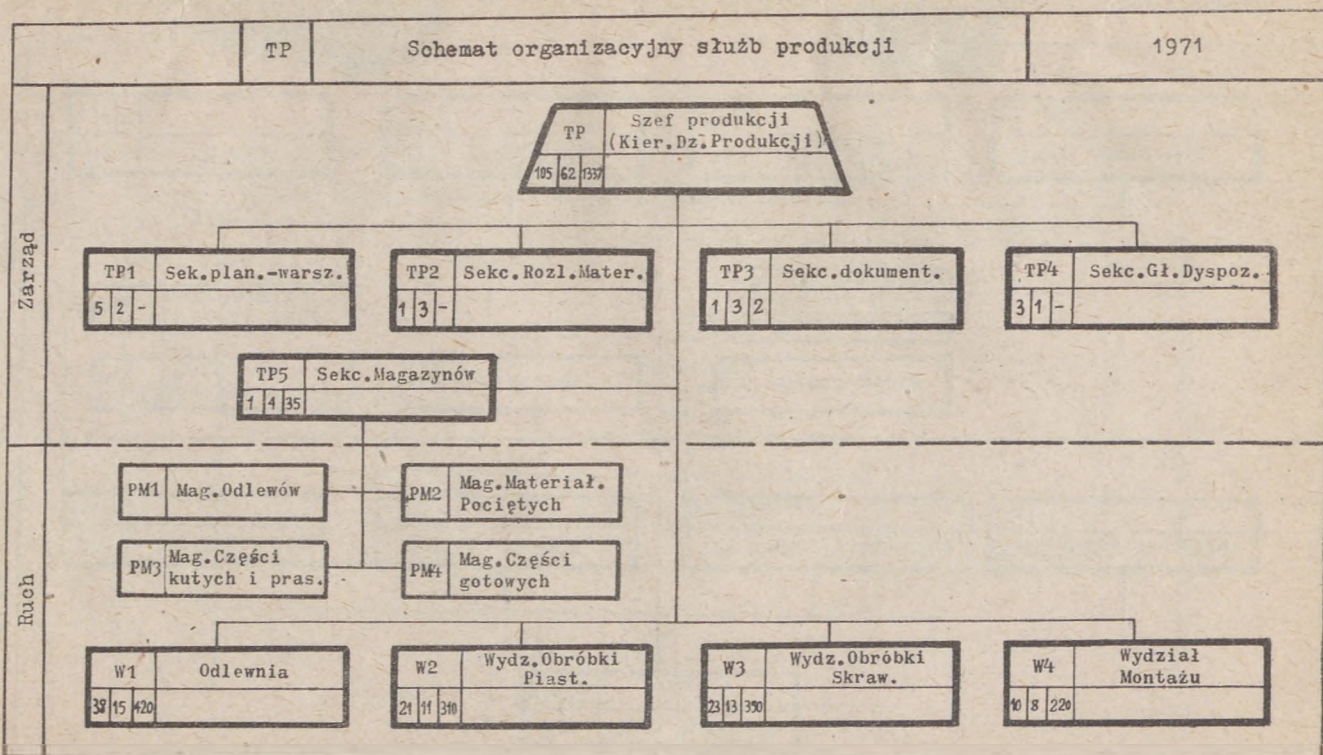 TP
Schemat organizacyjny służb produkcji
1971
Zarząd
TP
Szef produkcji
(Kier.Dz.Produkcji)
105 62 1337
TP1 Sek.plan.-warsz.
5 2 -
TP2 Sekc.Rozl.Mater.
1 3 -
TP3 Sekc.dokument.
1 3 2
TP4 Sekc.Gł.Dyspoz.
3 1 -
TP5 Sekc.Magazynów
1 4 35
Ruch
PM1 Mag.Odlewów
PM2 Mag.Materiał.
Pociętych
PM3 Mag.Części
kutych i pras.
PM4 Mag.Części
gotowych
W1 Odlewnia
39 15 420
W2 Wydz.Obróbki
Plast.
21 11 310
W3 Wydz.Obróbki
Skraw.
23 13 350
W4 Wydział
Montażu
10 8 220